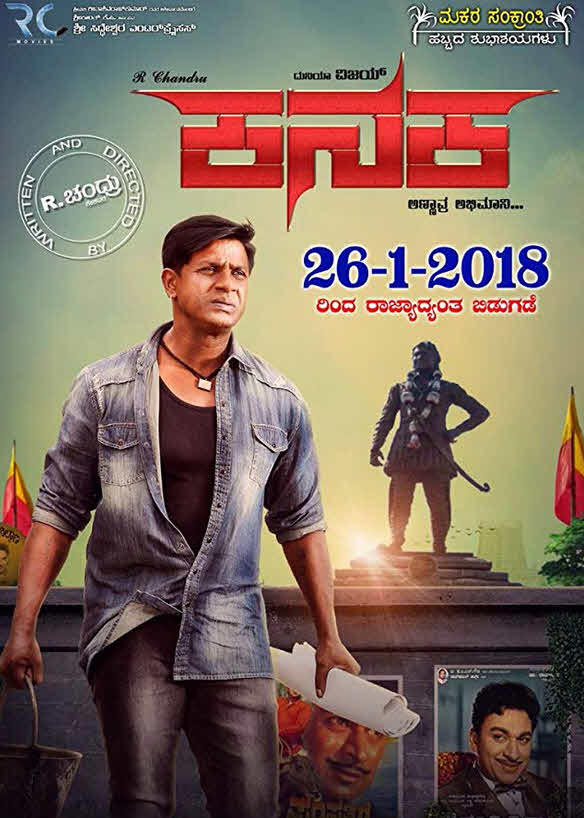 RC
MOVIES
ಶ್ರೀ ಸಿದ್ಧೇಶ್ವರ ಎಂಟರ್‌ಪ್ರೈಸಸ್
ಮಕರ ಸಂಕ್ರಾಂತಿ
ಹಬ್ಬದ ಶುಭಾಶಯಗಳು
R Chandru
ದುನಿಯಾ ವಿಜಯ್
ಕನಕ
ಅಣ್ಣಾವ್ರ ಅಭಿಮಾನಿ...
WRITTEN AND DIRECTED BY
R.ಚಂದ್ರು
26-1-2018
ರಿಂದ ರಾಜ್ಯಾದ್ಯಂತ ಬಿಡುಗಡೆ